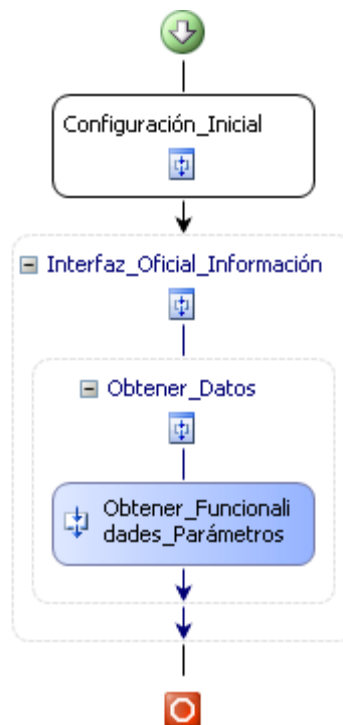 Configuración_Inicial
Interfaz_Oficial_Información
Obtener_Datos
Obtener_Funcionali
dades_Parámetros